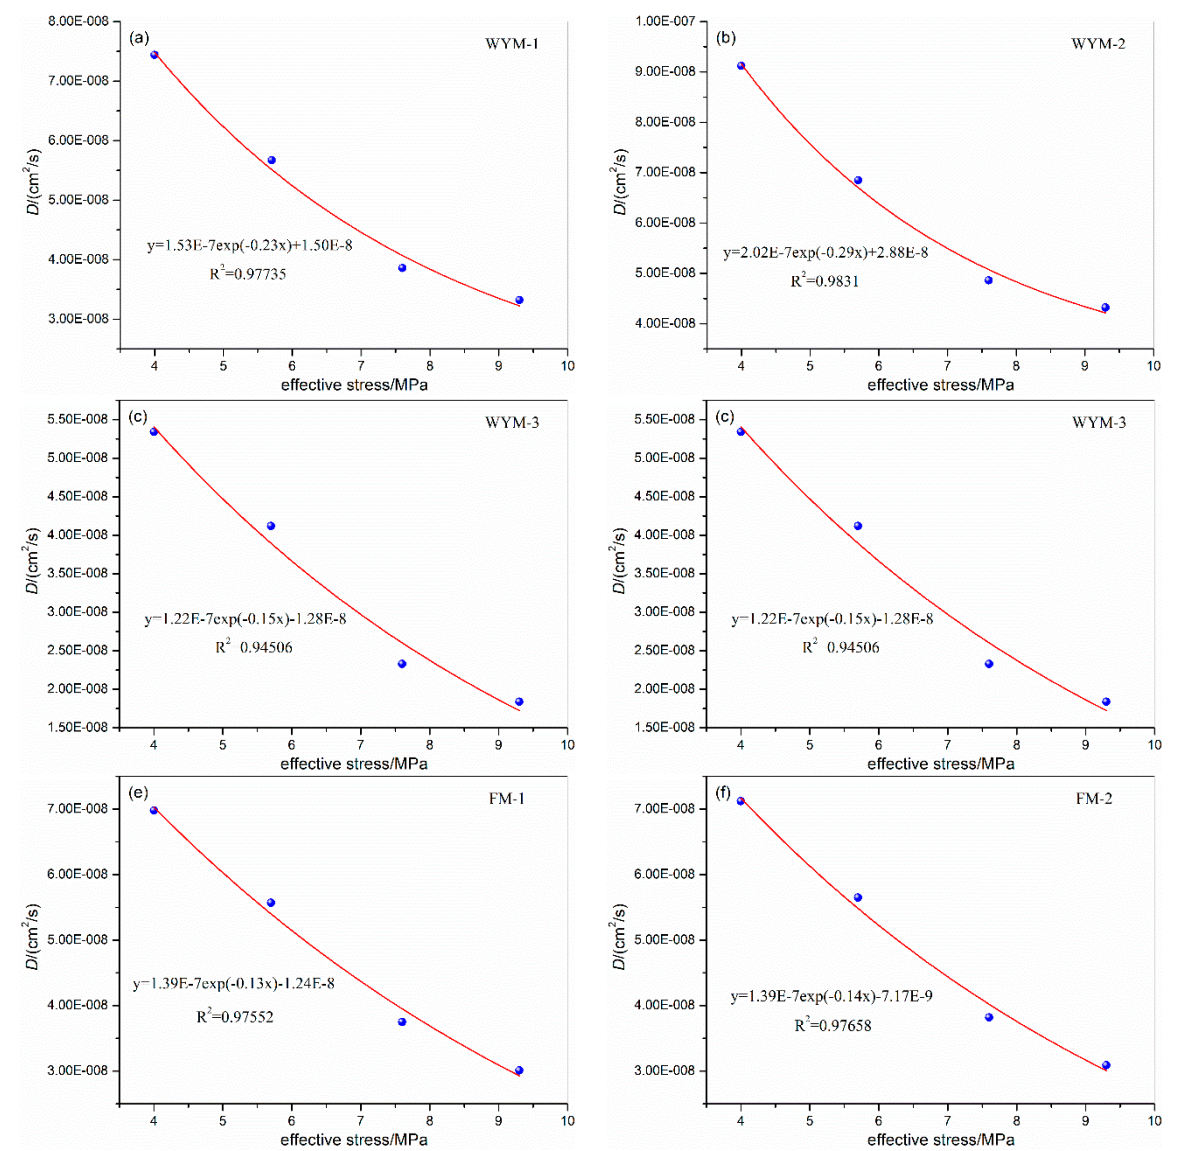 (a)
WYM-1
8.00E-008
7.00E-008
6.00E-008
5.00E-008
4.00E-008
3.00E-008
D/(cm²/s)
y=1.53E-7exp(-0.23x)+1.50E-8
R²=0.97735
4 5 6 7 8 9 10
effective stress/MPa
(b)
WYM-2
1.00E-007
9.00E-008
8.00E-008
7.00E-008
6.00E-008
5.00E-008
4.00E-008
D/(cm²/s)
y=2.02E-7exp(-0.29x)+2.88E-8
R²=0.9831
4 5 6 7 8 9 10
effective stress/MPa
(c)
WYM-3
5.50E-008
5.00E-008
4.50E-008
4.00E-008
3.50E-008
3.00E-008
2.50E-008
2.00E-008
1.50E-008
D/(cm²/s)
y=1.22E-7exp(-0.15x)-1.28E-8
R² 0.94506
4 5 6 7 8 9 10
effective stress/MPa
(c)
WYM-3
5.50E-008
5.00E-008
4.50E-008
4.00E-008
3.50E-008
3.00E-008
2.50E-008
2.00E-008
1.50E-008
D/(cm²/s)
y=1.22E-7exp(-0.15x)-1.28E-8
R² 0.94506
4 5 6 7 8 9 10
effective stress/MPa
(e)
FM-1
7.00E-008
6.00E-008
5.00E-008
4.00E-008
3.00E-008
D/(cm²/s)
y=1.39E-7exp(-0.13x)-1.24E-8
R²=0.97552
4 5 6 7 8 9 10
effective stress/MPa
(f)
FM-2
7.00E-008
6.00E-008
5.00E-008
4.00E-008
3.00E-008
D/(cm²/s)
y=1.39E-7exp(-0.14x)-7.17E-9
R²=0.97658
4 5 6 7 8 9 10
effective stress/MPa